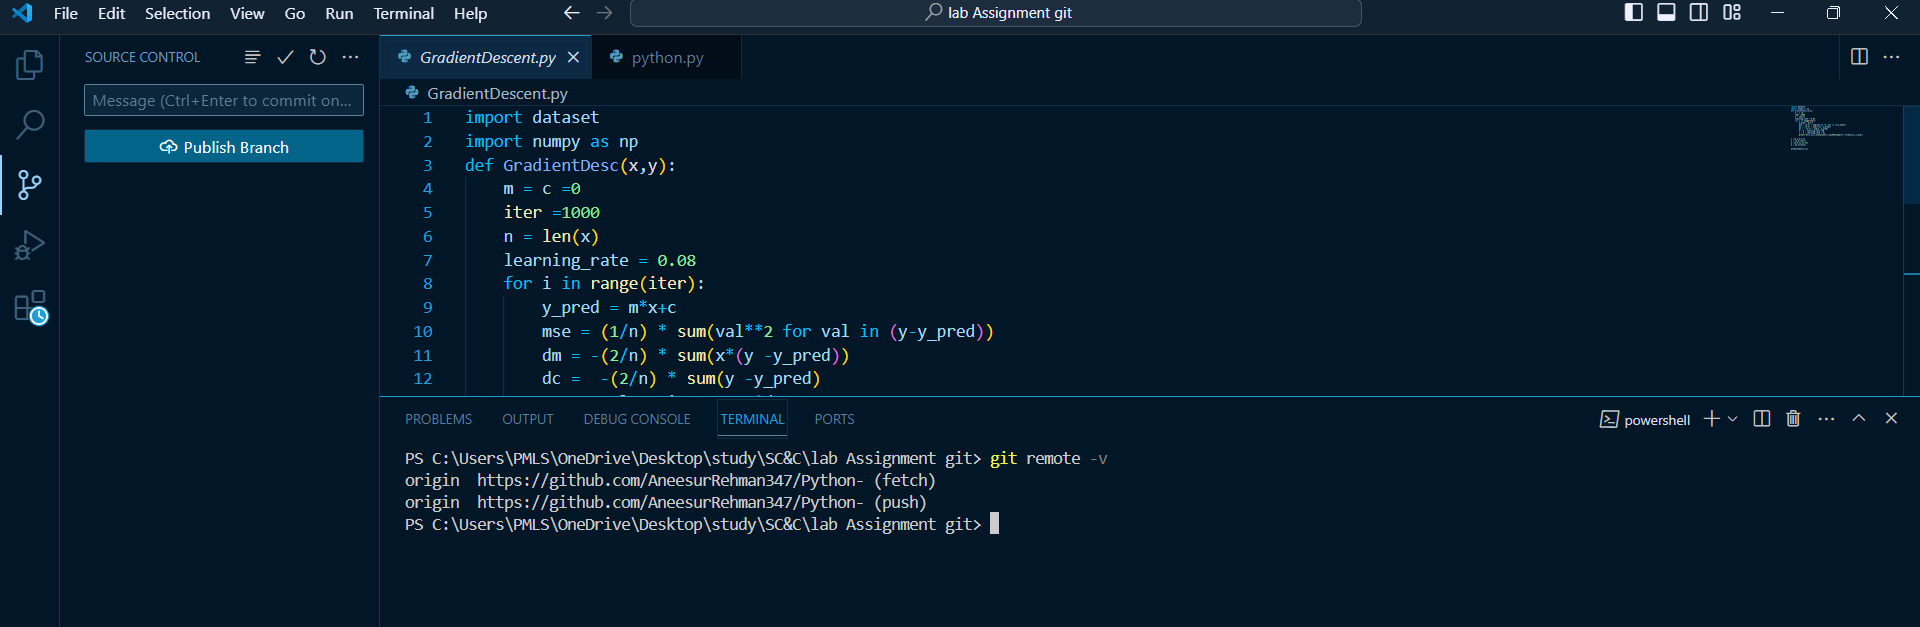 File Edit Selection View Go Run Terminal Help
lab Assignment git
SOURCE CONTROL
Message (Ctrl+Enter to commit on...
Publish Branch
GradientDescent.py
python.py
GradientDescent.py
1 import dataset
2 import numpy as np
3 def GradientDesc(x,y):
4 m = c =0
5 iter =1000
6 n = len(x)
7 learning_rate = 0.08
8 for i in range(iter):
9 y_pred = m*x+c
10 mse = (1/n) * sum(val**2 for val in (y-y_pred))
11 dm = -(2/n) * sum(x*(y -y_pred))
12 dc =  -(2/n) * sum(y -y_pred)
PROBLEMS OUTPUT DEBUG CONSOLE TERMINAL PORTS
powershell
PS C:\Users\PMLS\OneDrive\Desktop\study\SC&C\lab Assignment git> git remote -v
origin  https://github.com/AneesurRehman347/Python- (fetch)
origin  https://github.com/AneesurRehman347/Python- (push)
PS C:\Users\PMLS\OneDrive\Desktop\study\SC&C\lab Assignment git>